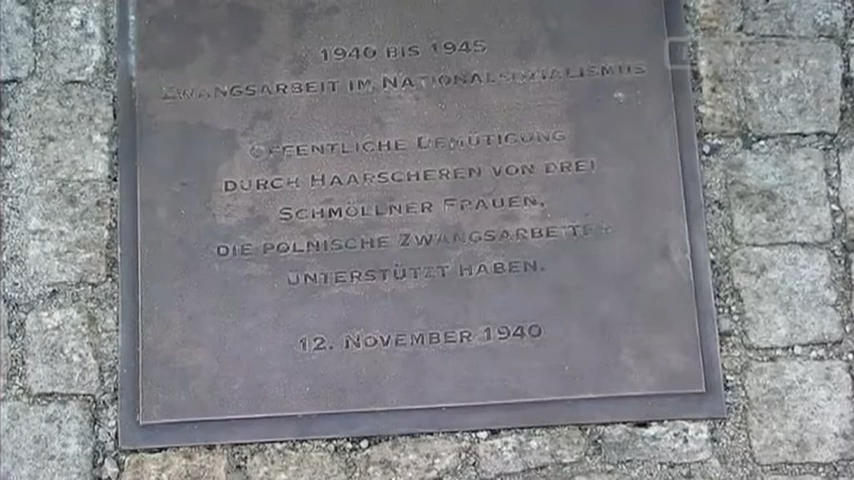 1940 BIS 1945
ZWANGSARBEIT IM NATIONALSOZIALISMUS
ÖFFENTLICHE DEMÜTIGUNG
DURCH HAARSCHEREN VON DREI
SCHMÖLLNER FRAUEN,
DIE POLNISCHE ZWANGSARBEITER
UNTERSTÜTZT HABEN.
12. NOVEMBER 1940